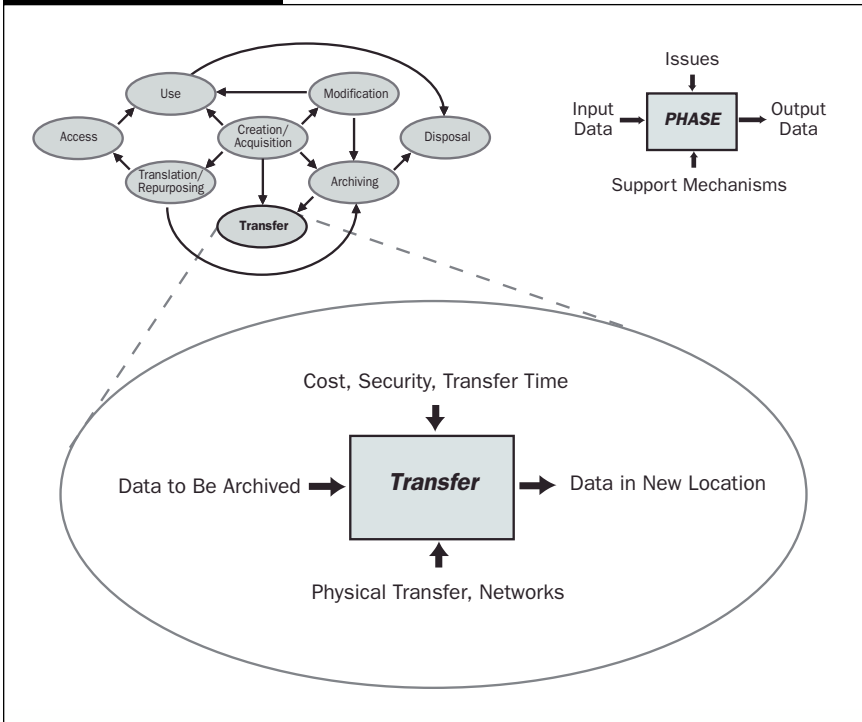 Use
Modification
Access
Creation/
Acquisition
Disposal
Translation/
Repurposing
Archiving
Transfer
Issues
Input
Data
PHASE
Output
Data
Support Mechanisms
Cost, Security, Transfer Time
Data to Be Archived
Transfer
Data in New Location
Physical Transfer, Networks